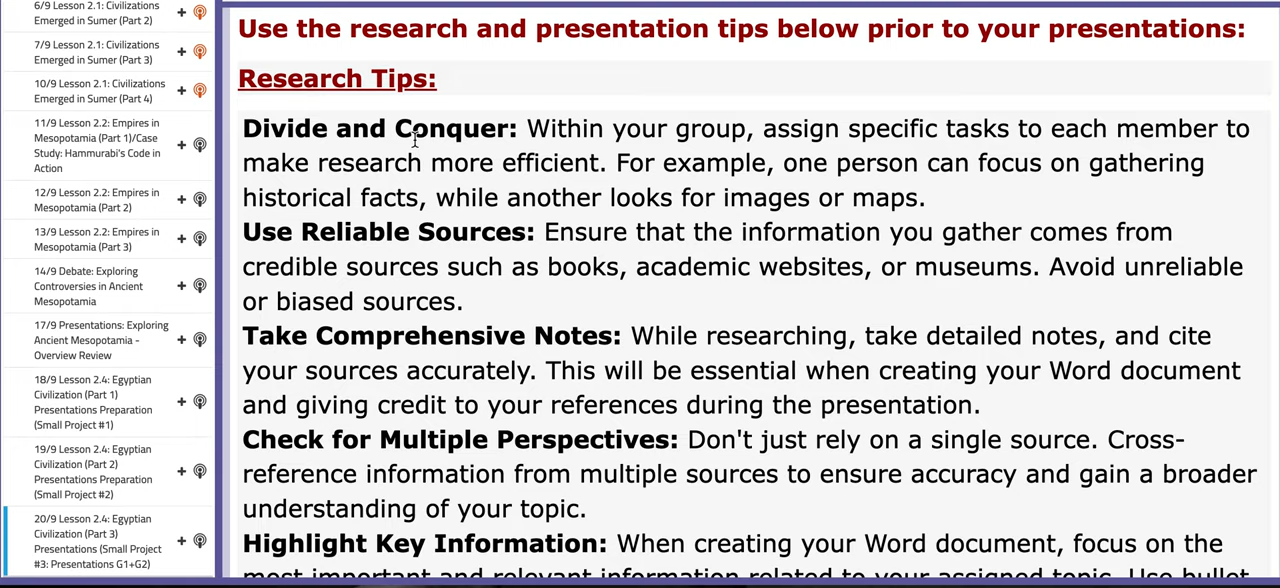 6/9 Lesson 2.1: Civilizations
Emerged in Sumer (Part 2)
7/9 Lesson 2.1: Civilizations
Emerged in Sumer (Part 3)
10/9 Lesson 2.1: Civilizations
Emerged in Sumer (Part 4)
11/9 Lesson 2.2: Empires in
Mesopotamia (Part 1)/Case
Study: Hammurabi's Code in
Action
12/9 Lesson 2.2: Empires in
Mesopotamia (Part 2)
13/9 Lesson 2.2: Empires in
Mesopotamia (Part 3)
14/9 Debate: Exploring
Controversies in Ancient
Mesopotamia
17/9 Presentations: Exploring
Ancient Mesopotamia -
Overview Review
18/9 Lesson 2.4: Egyptian
Civilization (Part 1)
Presentations Preparation
(Small Project #1)
19/9 Lesson 2.4: Egyptian
Civilization (Part 2)
Presentations Preparation
(Small Project #2)
20/9 Lesson 2.4: Egyptian
Civilization (Part 3)
Presentations (Small Project
#3: Presentations G1+G2)
Use the research and presentation tips below prior to your presentations:
Research Tips:
Divide and Conquer: Within your group, assign specific tasks to each member to
make research more efficient. For example, one person can focus on gathering
historical facts, while another looks for images or maps.
Use Reliable Sources: Ensure that the information you gather comes from
credible sources such as books, academic websites, or museums. Avoid unreliable
or biased sources.
Take Comprehensive Notes: While researching, take detailed notes, and cite
your sources accurately. This will be essential when creating your Word document
and giving credit to your references during the presentation.
Check for Multiple Perspectives: Don't just rely on a single source. Cross-
reference information from multiple sources to ensure accuracy and gain a broader
understanding of your topic.
Highlight Key Information: When creating your Word document, focus on the
most important and relevant information related to your assigned topic. Use bullet